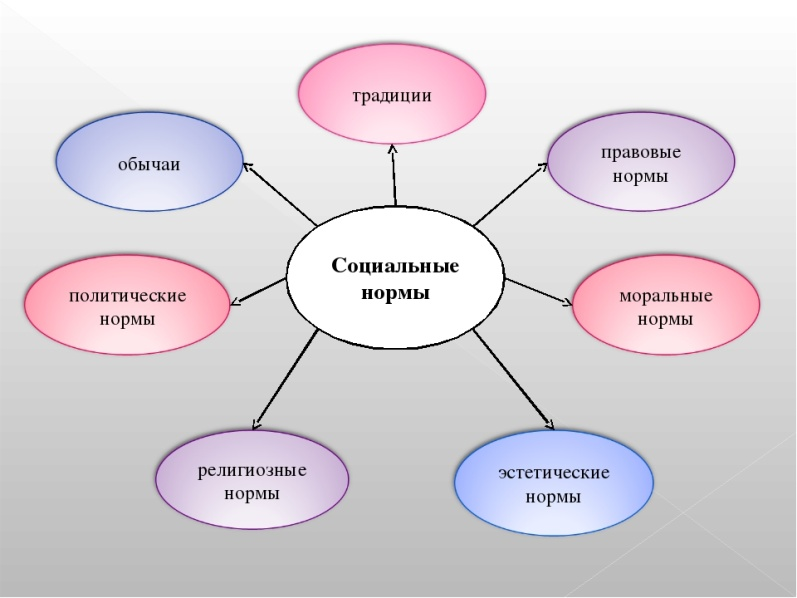 традиции
обычаи
правовые
нормы
Социальные
нормы
политические
нормы
моральные
нормы
религиозные
нормы
эстетические
нормы